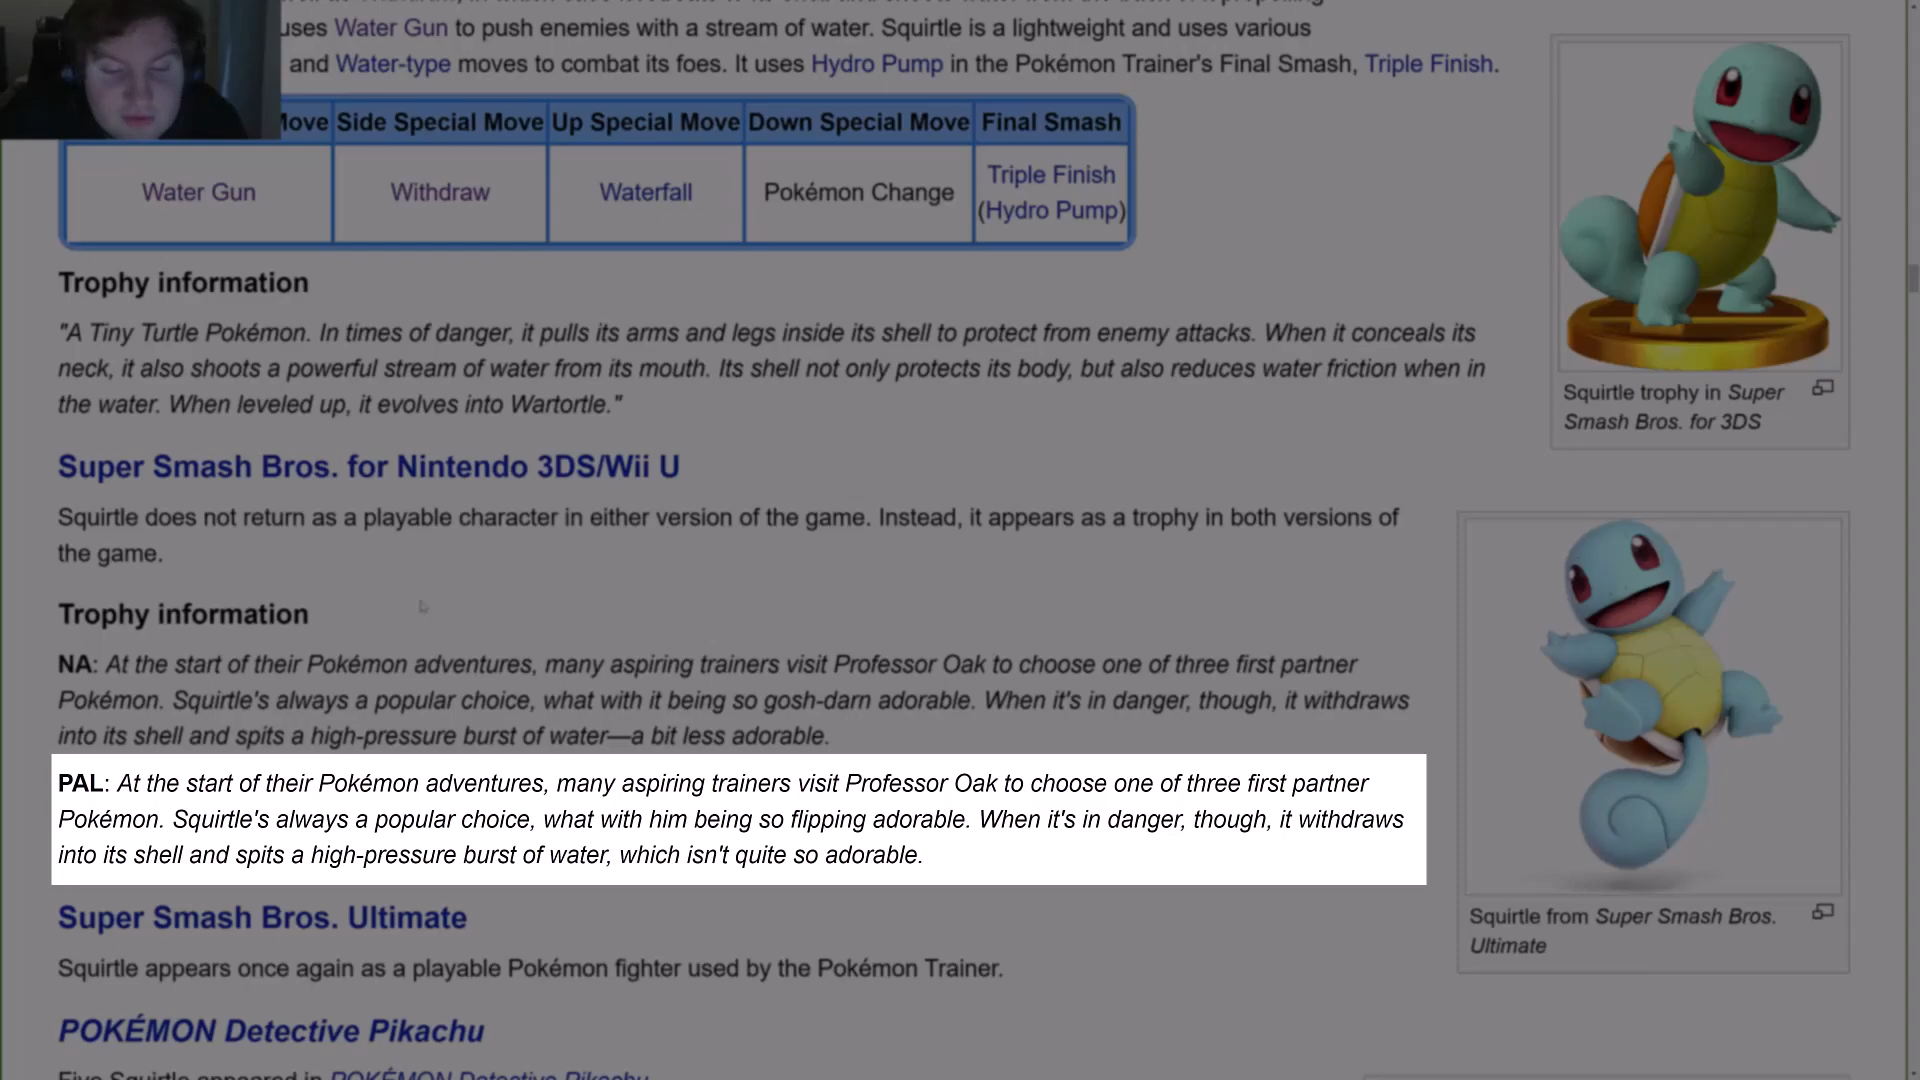 uses Water Gun to push enemies with a stream of water. Squirtle is a lightweight and uses various
and Water-type moves to combat its foes. It uses Hydro Pump in the Pokémon Trainer's Final Smash, Triple Finish.
Move Side Special Move Up Special Move Down Special Move Final Smash
Water Gun Withdraw Waterfall Pokémon Change Triple Finish
(Hydro Pump)
Trophy information
"A Tiny Turtle Pokémon. In times of danger, it pulls its arms and legs inside its shell to protect from enemy attacks. When it conceals its
neck, it also shoots a powerful stream of water from its mouth. Its shell not only protects its body, but also reduces water friction when in
the water. When leveled up, it evolves into Wartortle."
Squirtle trophy in Super
Smash Bros. for 3DS
Super Smash Bros. for Nintendo 3DS/Wii U
Squirtle does not return as a playable character in either version of the game. Instead, it appears as a trophy in both versions of
the game.
Trophy information
NA: At the start of their Pokémon adventures, many aspiring trainers visit Professor Oak to choose one of three first partner
Pokémon. Squirtle's always a popular choice, what with it being so gosh-darn adorable. When it's in danger, though, it withdraws
into its shell and spits a high-pressure burst of water—a bit less adorable.
PAL: At the start of their Pokémon adventures, many aspiring trainers visit Professor Oak to choose one of three first partner
Pokémon. Squirtle's always a popular choice, what with him being so flipping adorable. When it's in danger, though, it withdraws
into its shell and spits a high-pressure burst of water, which isn't quite so adorable.
Squirtle from Super Smash Bros.
Ultimate
Super Smash Bros. Ultimate
Squirtle appears once again as a playable Pokémon fighter used by the Pokémon Trainer.
POKÉMON Detective Pikachu
Five Squirtle appeared in POKÉMON Detective Pikachu